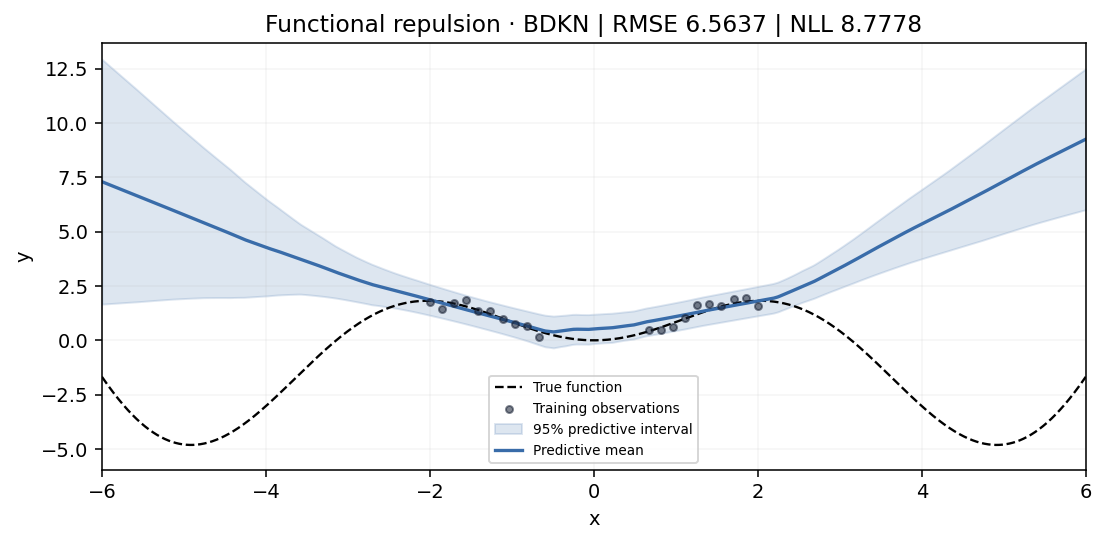 Functional repulsion · BDKN | RMSE 6.5637 | NLL 8.7778
12.5
10.0
7.5
5.0
2.5
0.0
−2.5
−5.0
y
True function
Training observations
95% predictive interval
Predictive mean
−6
−4
−2
0
2
4
6
x